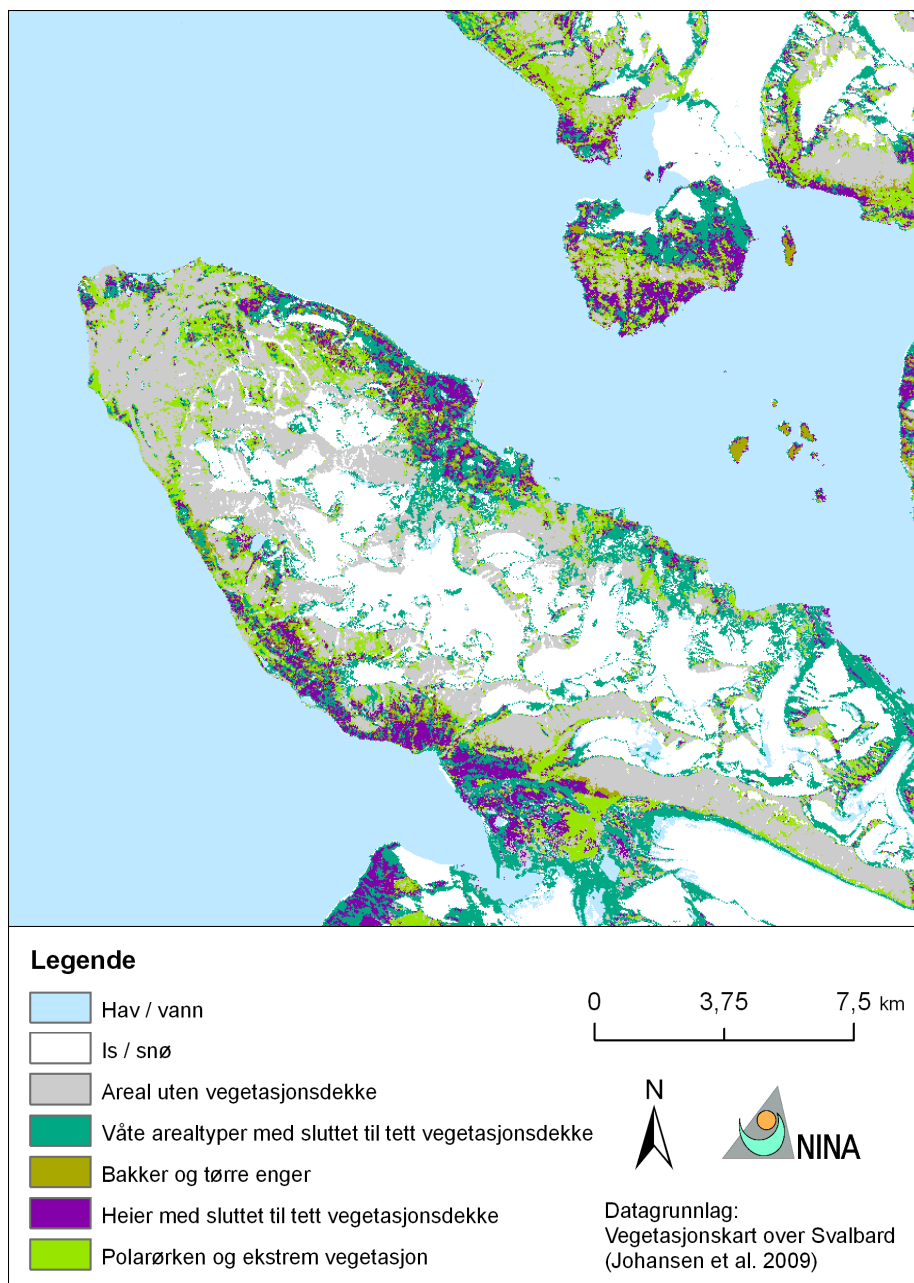 Legende
Hav / vann
Is / snø
Areal uten vegetasjonsdekke
Våte arealtyper med sluttet til tett vegetasjonsdekke
Bakker og tørre enger
Heier med sluttet til tett vegetasjonsdekke
Polarørken og ekstrem vegetasjon
0 3,75 7,5 km
N
NINA
Datagrunnlag:
Vegetasjonskart over Svalbard
(Johansen et al. 2009)